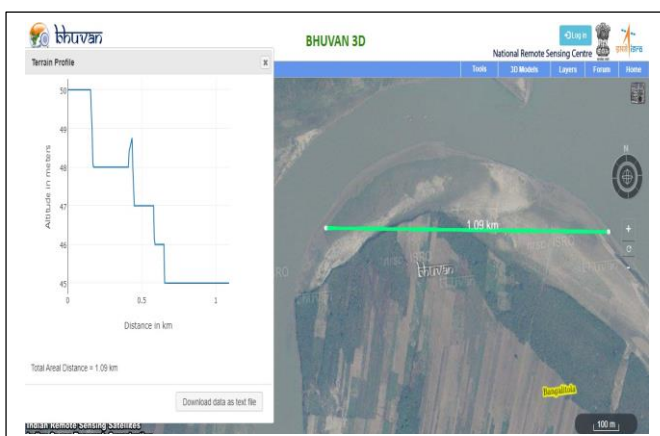 bhuvan
BHUVAN 3D
Log in
National Remote Sensing Centre
Terrain Profile
x
Tools
3D Models
Layers
Forum
Home
50
49
48
47
46
45
Altitude in meters
0
0.5
1
Distance in km
Total Areal Distance = 1.09 km
Download data as text file
N
1.09 km
bhuvan
+
-
Bangalitola
100 m
Indian Remote Sensing Satellites